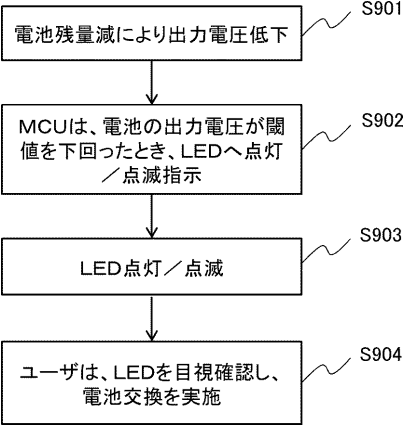 S901
電池残量減により出力電圧低下
S902
MCUは、電池の出力電圧が閾
値を下回ったとき、LEDへ点灯
／点滅指示
S903
LED点灯／点滅
S904
ユーザは、LEDを目視確認し、
電池交換を実施